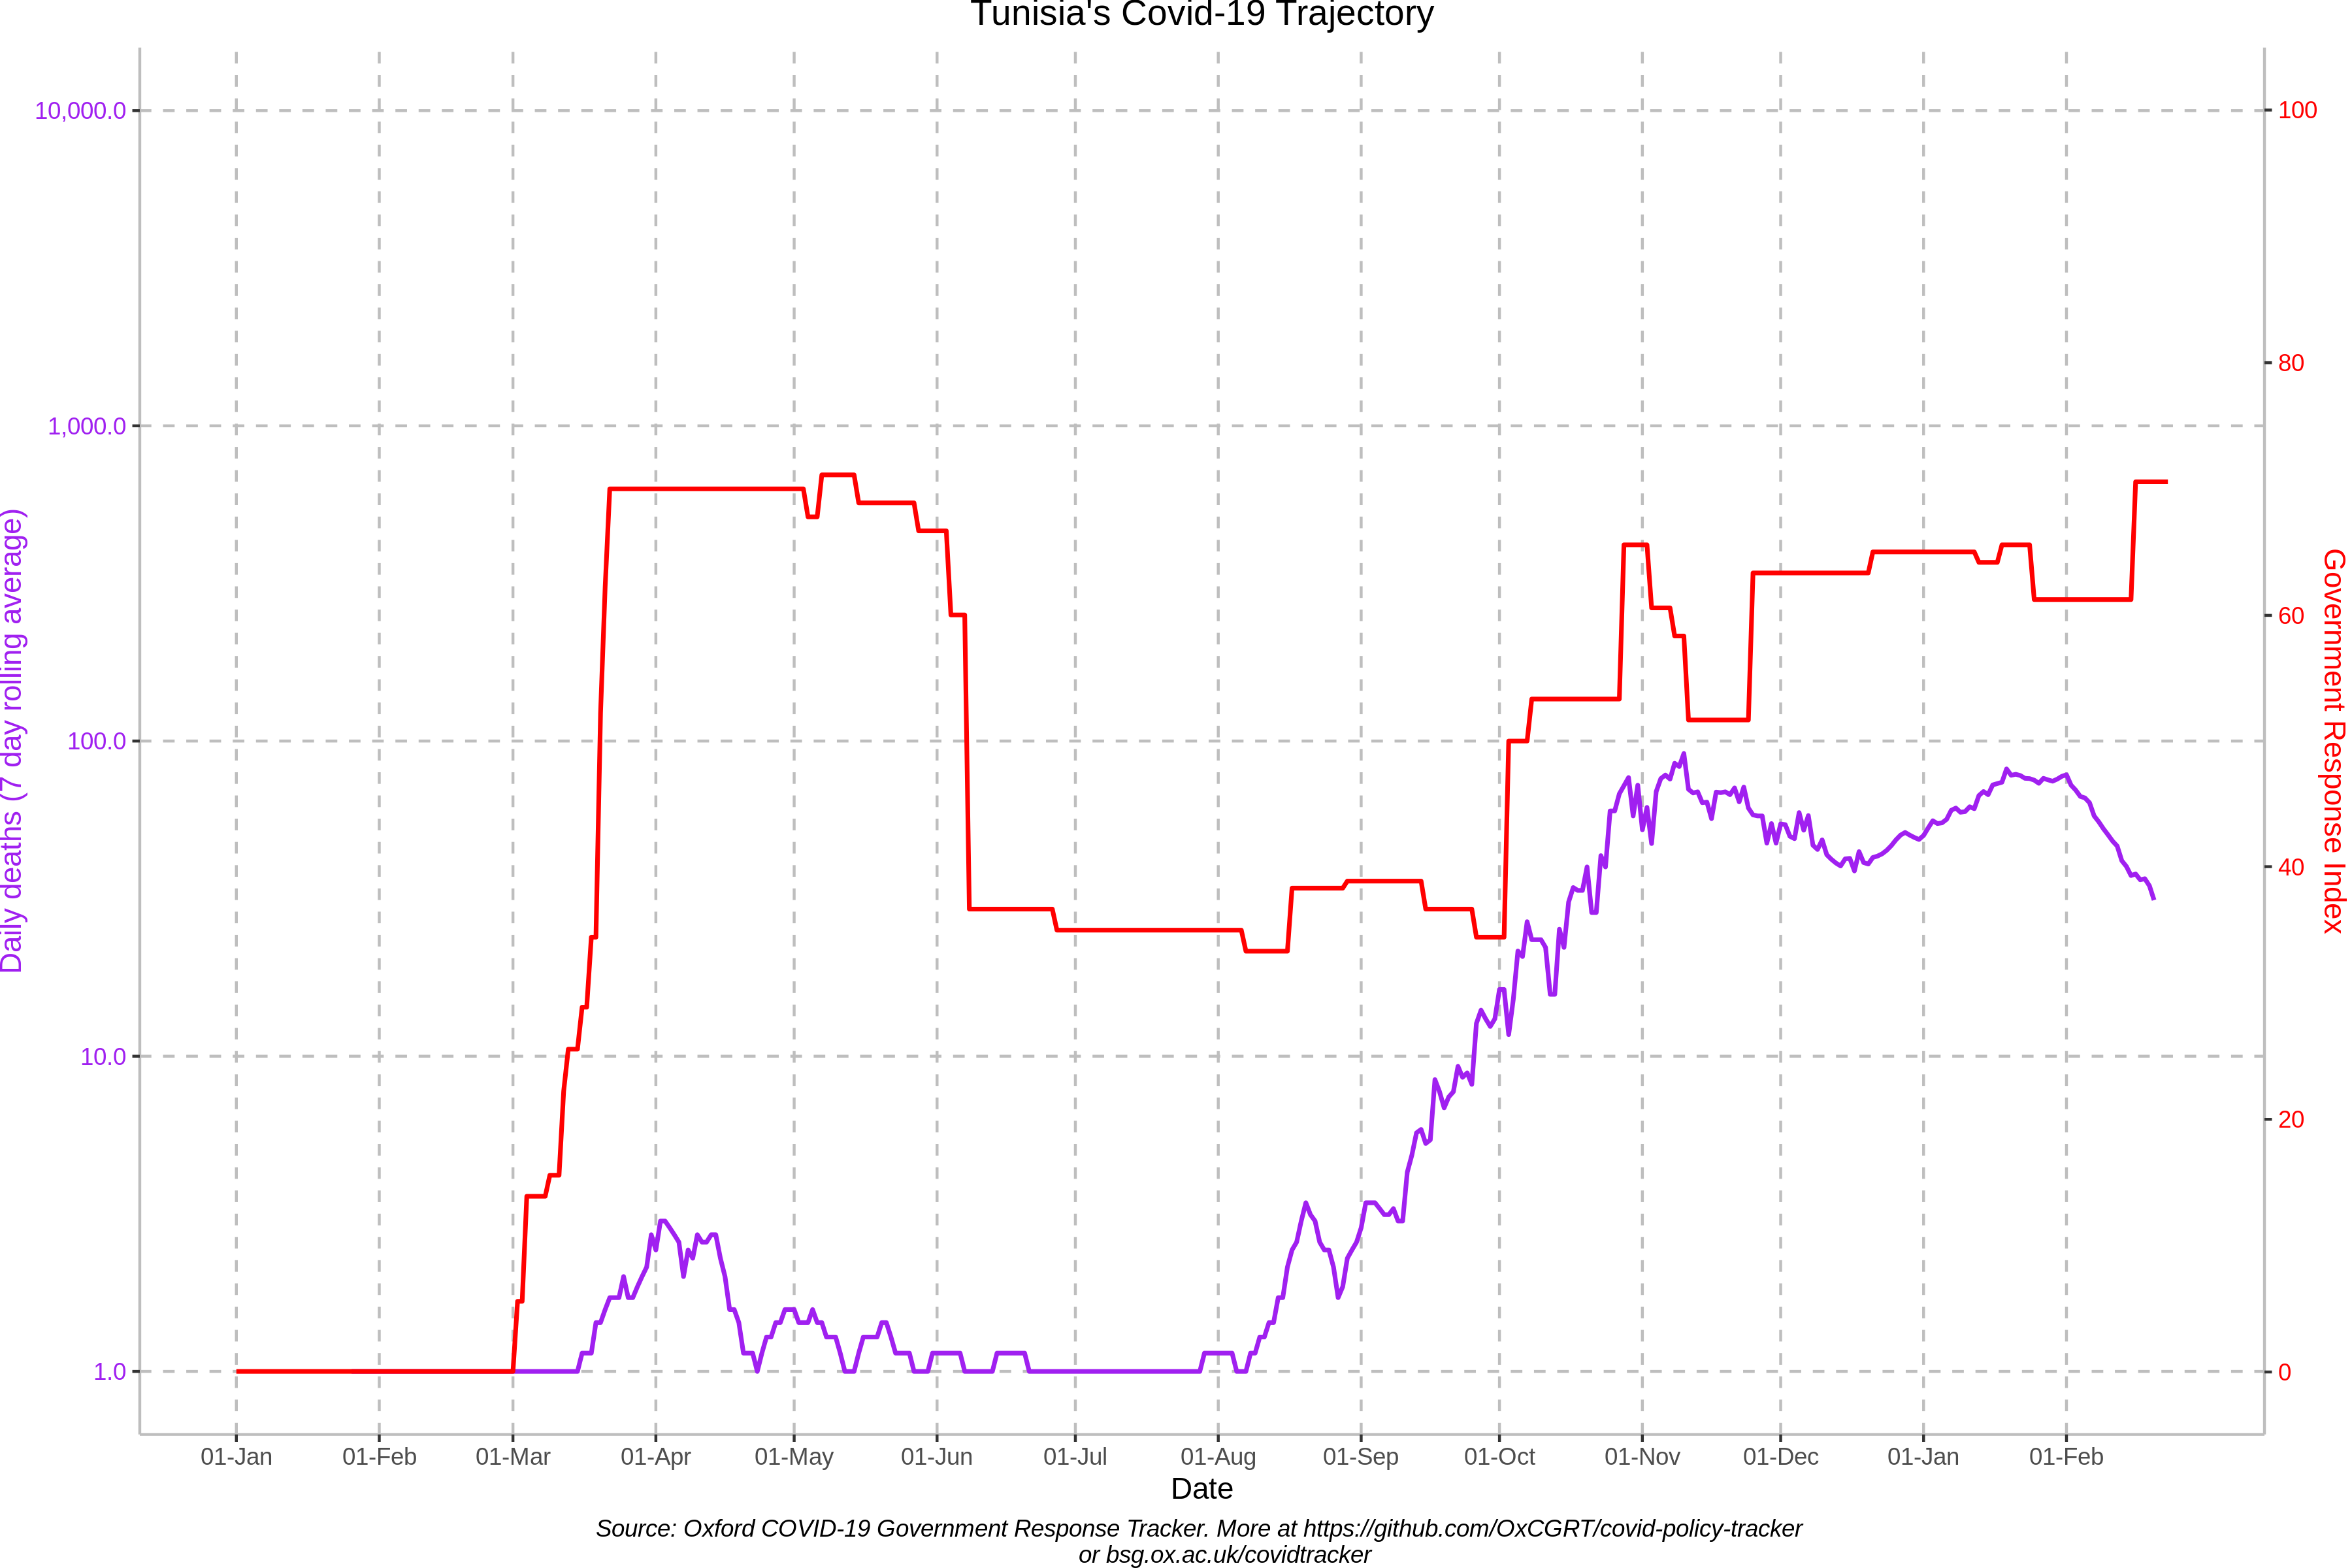 Tunisia's Covid-19 Trajectory
10,000.0
1,000.0
100.0
10.0
1.0
Daily deaths (7 day rolling average)
100
80
60
40
20
0
Government Response Index
01-Jan 01-Feb 01-Mar 01-Apr 01-May 01-Jun 01-Jul 01-Aug 01-Sep 01-Oct 01-Nov 01-Dec 01-Jan 01-Feb
Date
Source: Oxford COVID-19 Government Response Tracker. More at https://github.com/OxCGRT/covid-policy-tracker
or bsg.ox.ac.uk/covidtracker